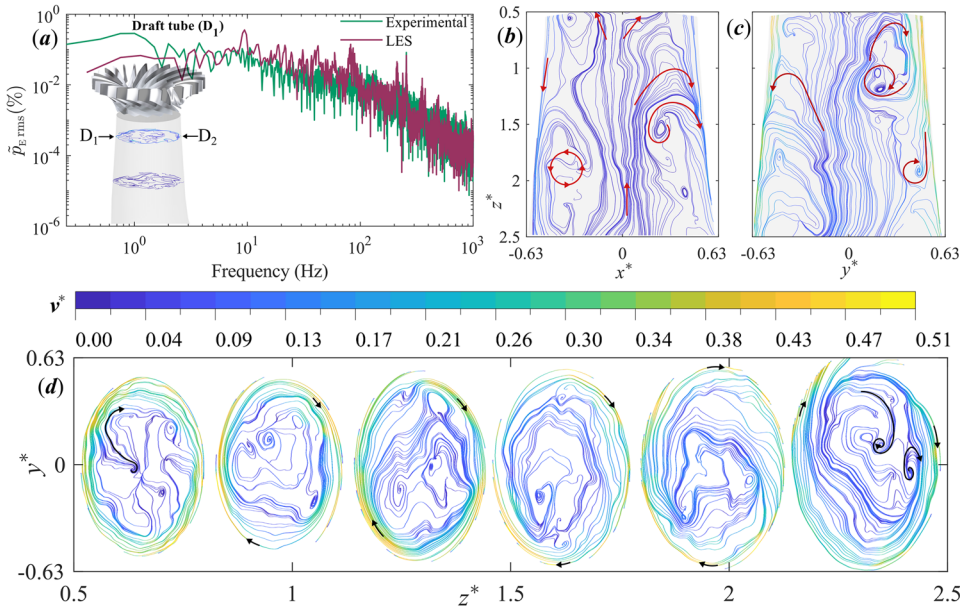 (a)
Draft tube (D1)
Experimental
LES
D1
D2
p̃E rms (%)
10^0
10^-2
10^-4
10^-6
10^0
10^1
10^2
10^3
Frequency (Hz)
(b)
z*
0.5
1
1.5
2
2.5
-0.63
0
0.63
x*
(c)
-0.63
0
0.63
y*
v*
0.00 0.04 0.09 0.13 0.17 0.21 0.26 0.30 0.34 0.38 0.43 0.47 0.51
(d)
y*
0.63
0
-0.63
0.5 1 1.5 2 2.5
z*